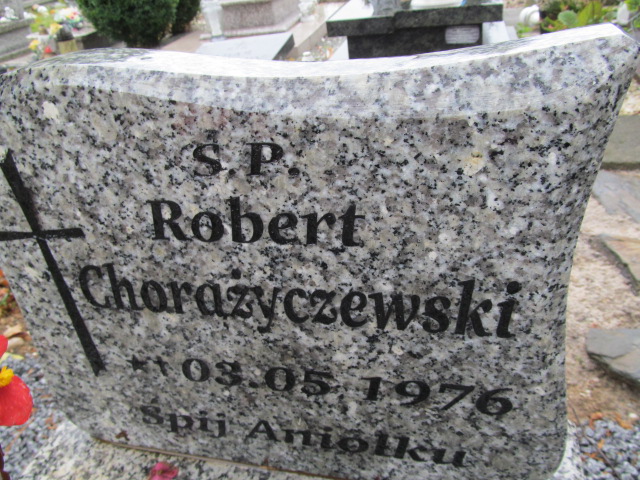 Ś.P.
Robert
Chorążyczewski
*† 03.05.1976
Śpij Aniołku